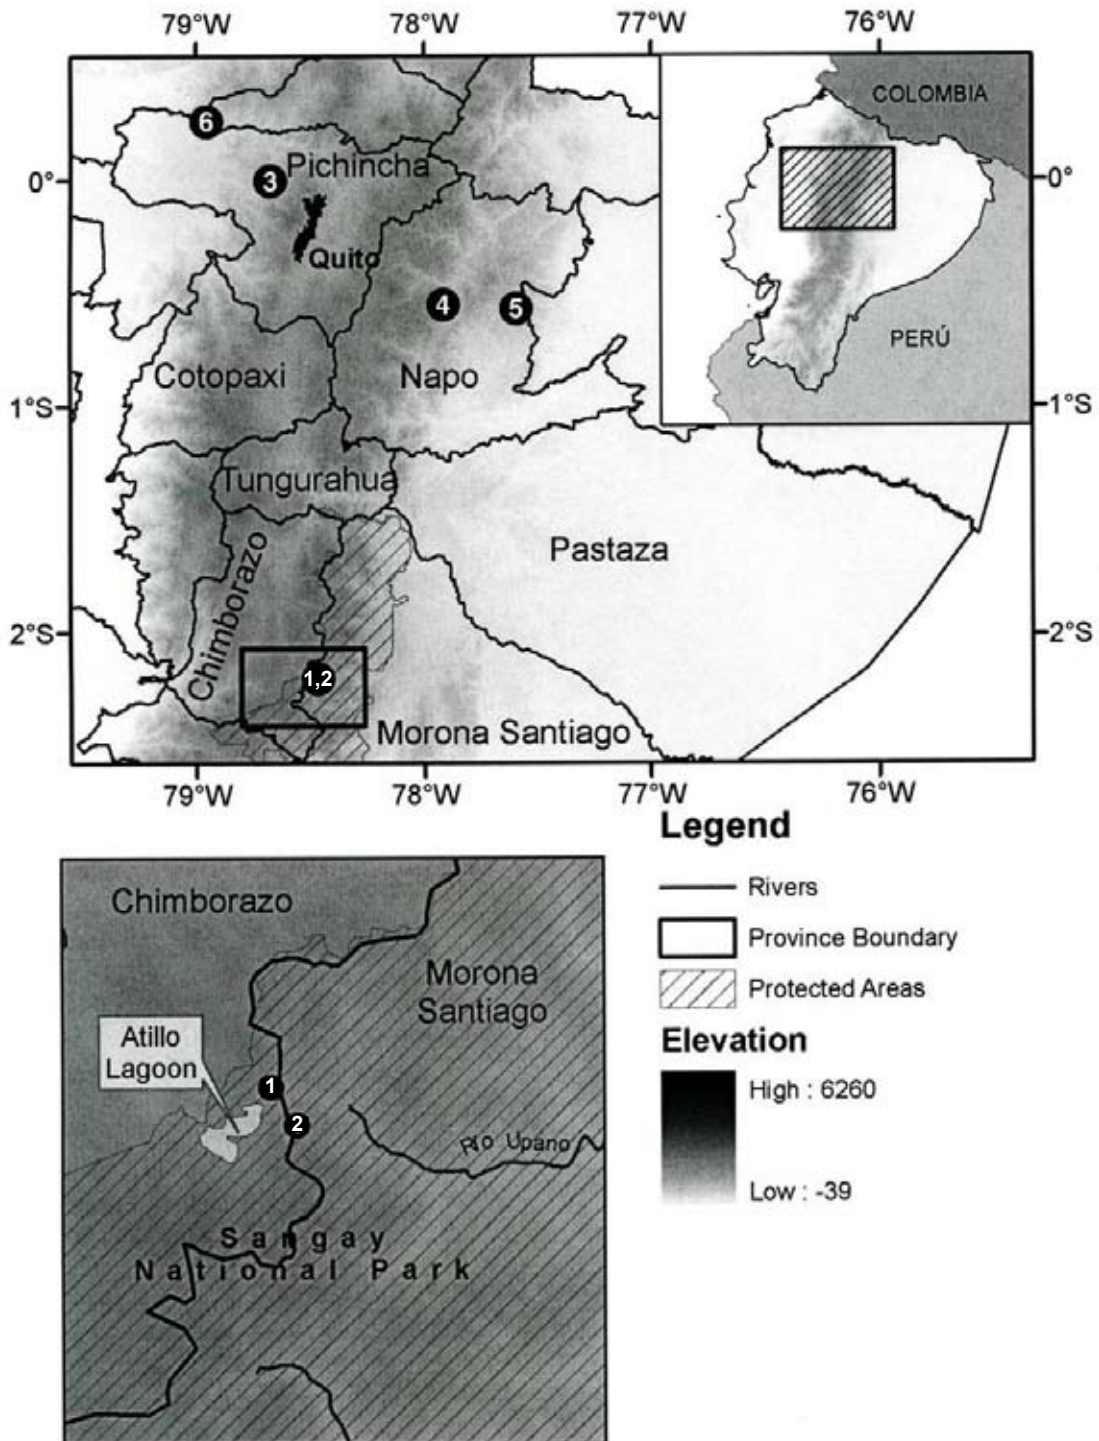 79°W 78°W 77°W 76°W
COLOMBIA
6
Pichincha
3
0°
0°
Quito
4
5
PERÚ
Cotopaxi
Napo
1°S
1°S
Tungurahua
Pastaza
Chimborazo
2°S
2°S
1,2
Morona Santiago
79°W 78°W 77°W 76°W
Legend
Rivers
Province Boundary
Protected Areas
Elevation
High : 6260
Low : -39
Chimborazo
Morona
Santiago
Atillo
Lagoon
1
2
Río Upano
Sangay
National Park